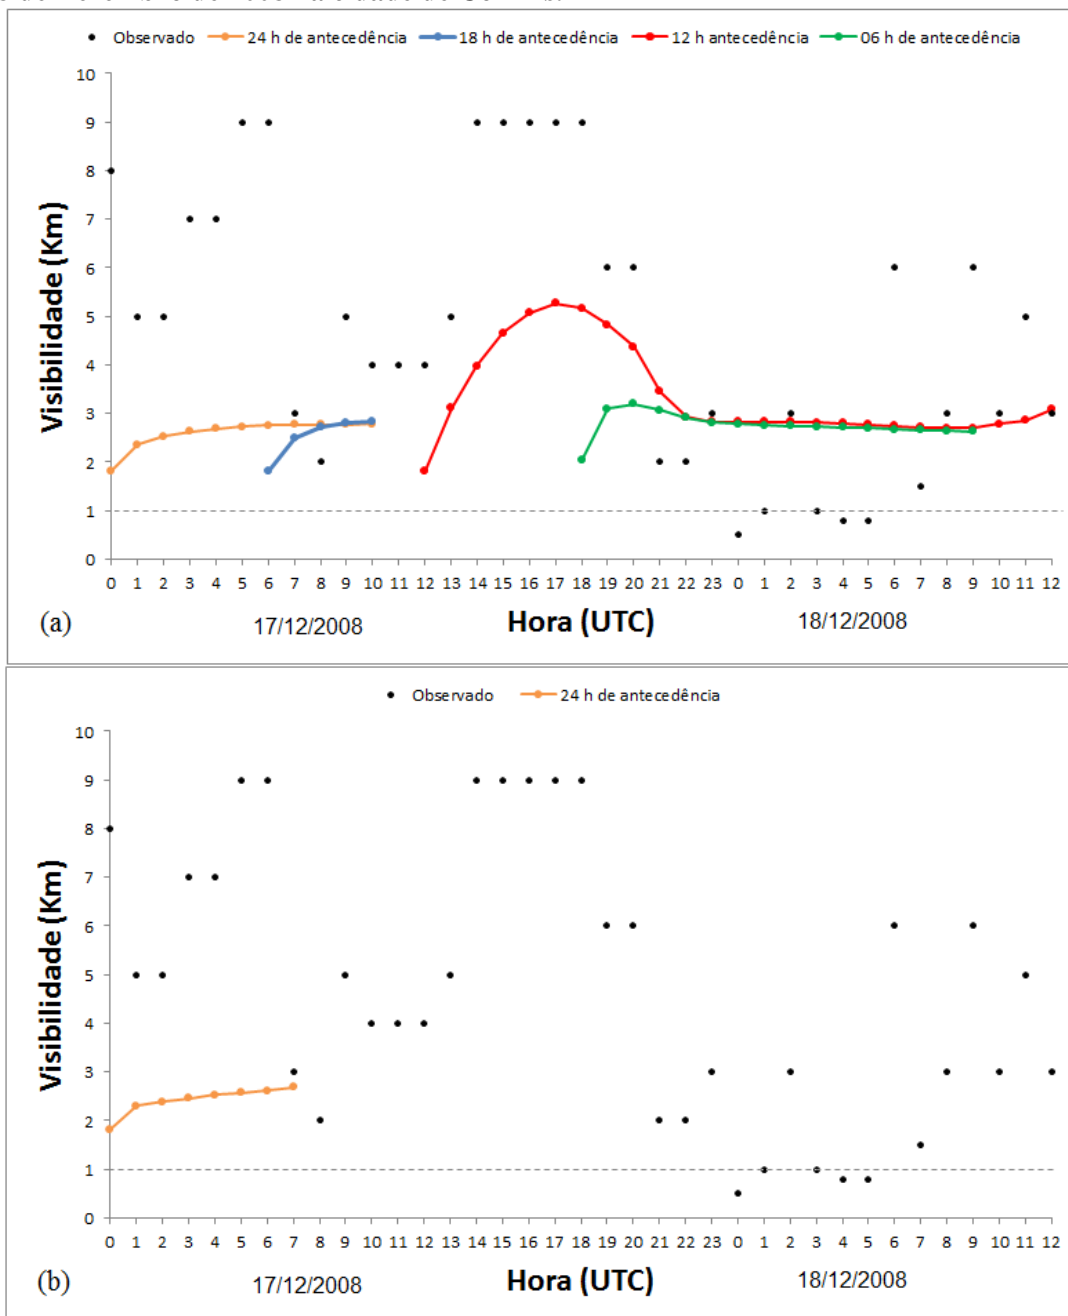 Observado 24 h de antecedência 18 h de antecedência 12 h antecedência 06 h de antecedência
10
9
8
7
6
5
4
3
2
1
0
Visibilidade (Km)
0 1 2 3 4 5 6 7 8 9 10 11 12 13 14 15 16 17 18 19 20 21 22 23 0 1 2 3 4 5 6 7 8 9 10 11 12
(a) 17/12/2008 Hora (UTC) 18/12/2008
Observado 24 h de antecedência
10
9
8
7
6
5
4
3
2
1
0
Visibilidade (Km)
0 1 2 3 4 5 6 7 8 9 10 11 12 13 14 15 16 17 18 19 20 21 22 23 0 1 2 3 4 5 6 7 8 9 10 11 12
(b) 17/12/2008 Hora (UTC) 18/12/2008